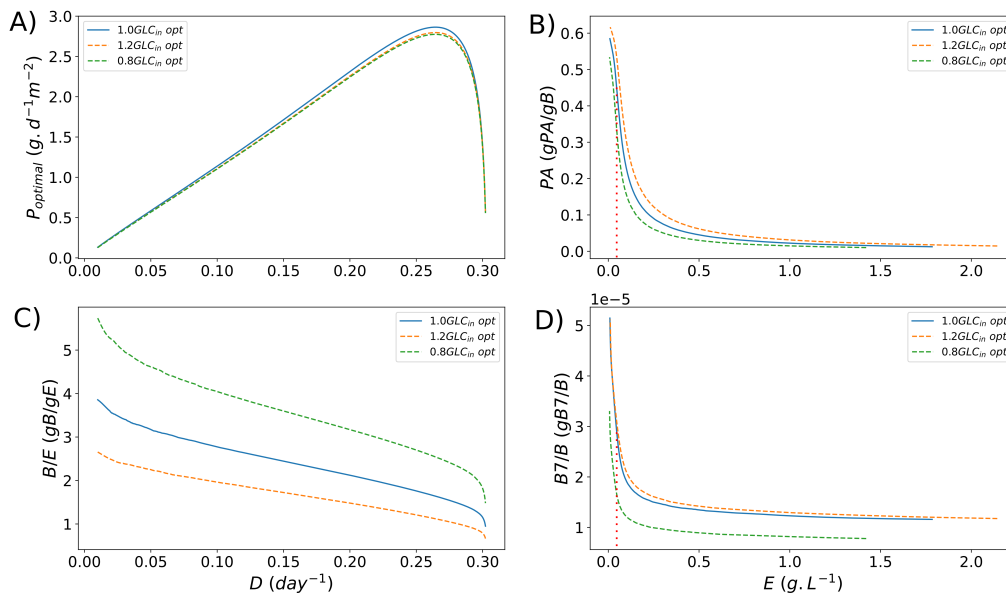 A)
P_optimal (g.d⁻¹m⁻²)
3.0
2.5
2.0
1.5
1.0
0.5
0.0
1.0GLC_in opt
1.2GLC_in opt
0.8GLC_in opt
0.00 0.05 0.10 0.15 0.20 0.25 0.30
B)
PA (gPA/gB)
0.6
0.5
0.4
0.3
0.2
0.1
0.0
1.0GLC_in opt
1.2GLC_in opt
0.8GLC_in opt
0.0 0.5 1.0 1.5 2.0
C)
B/E (gB/gE)
5
4
3
2
1
1.0GLC_in opt
1.2GLC_in opt
0.8GLC_in opt
0.00 0.05 0.10 0.15 0.20 0.25 0.30
D (day⁻¹)
D)
1e−5
B7/B (gB7/B)
5
4
3
2
1
1.0GLC_in opt
1.2GLC_in opt
0.8GLC_in opt
0.0 0.5 1.0 1.5 2.0
E (g.L⁻¹)